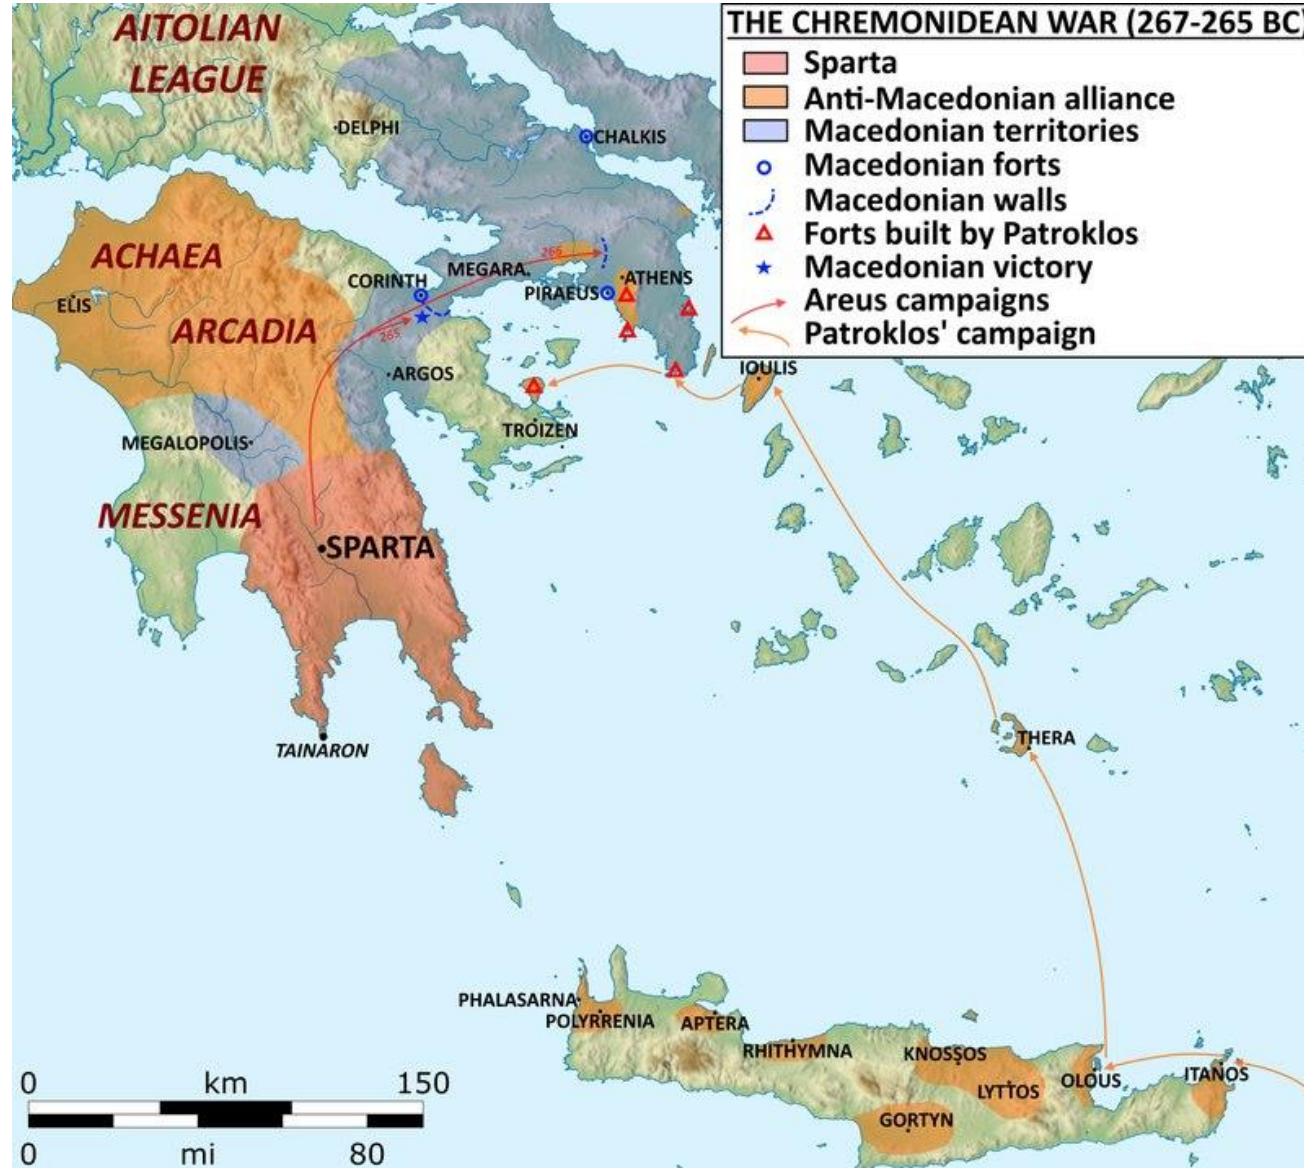 THE CHREMONIDEAN WAR (267-265 BC)
Sparta
Anti-Macedonian alliance
Macedonian territories
Macedonian forts
Macedonian walls
Forts built by Patroklos
Macedonian victory
Areus campaigns
Patroklos' campaign
AITOLIAN
LEAGUE
DELPHI
CHALKIS
ACHAEA
ELIS
ARCADIA
CORINTH
MEGARA
266
ATHENS
PIRAEUS
265
ARGOS
IOULIS
TROIZEN
MEGALOPOLIS
MESSENIA
SPARTA
TAINARON
THERA
PHALASARNA
POLYRRENIA
APTERA
RHITHYMNA
KNOSSOS
LYTTOS
OLOUS
ITANOS
GORTYN
0 km 150
0 mi 80